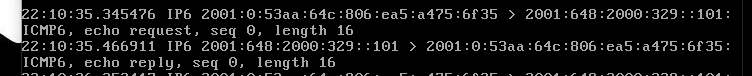 22:10:35.345476 IP6 2001:0:53aa:64c:806:ea5:a475:6f35 > 2001:648:2000:329::101:
ICMP6, echo request, seq 0, length 16
22:10:35.466911 IP6 2001:648:2000:329::101 > 2001:0:53aa:64c:806:ea5:a475:6f35:
ICMP6, echo reply, seq 0, length 16